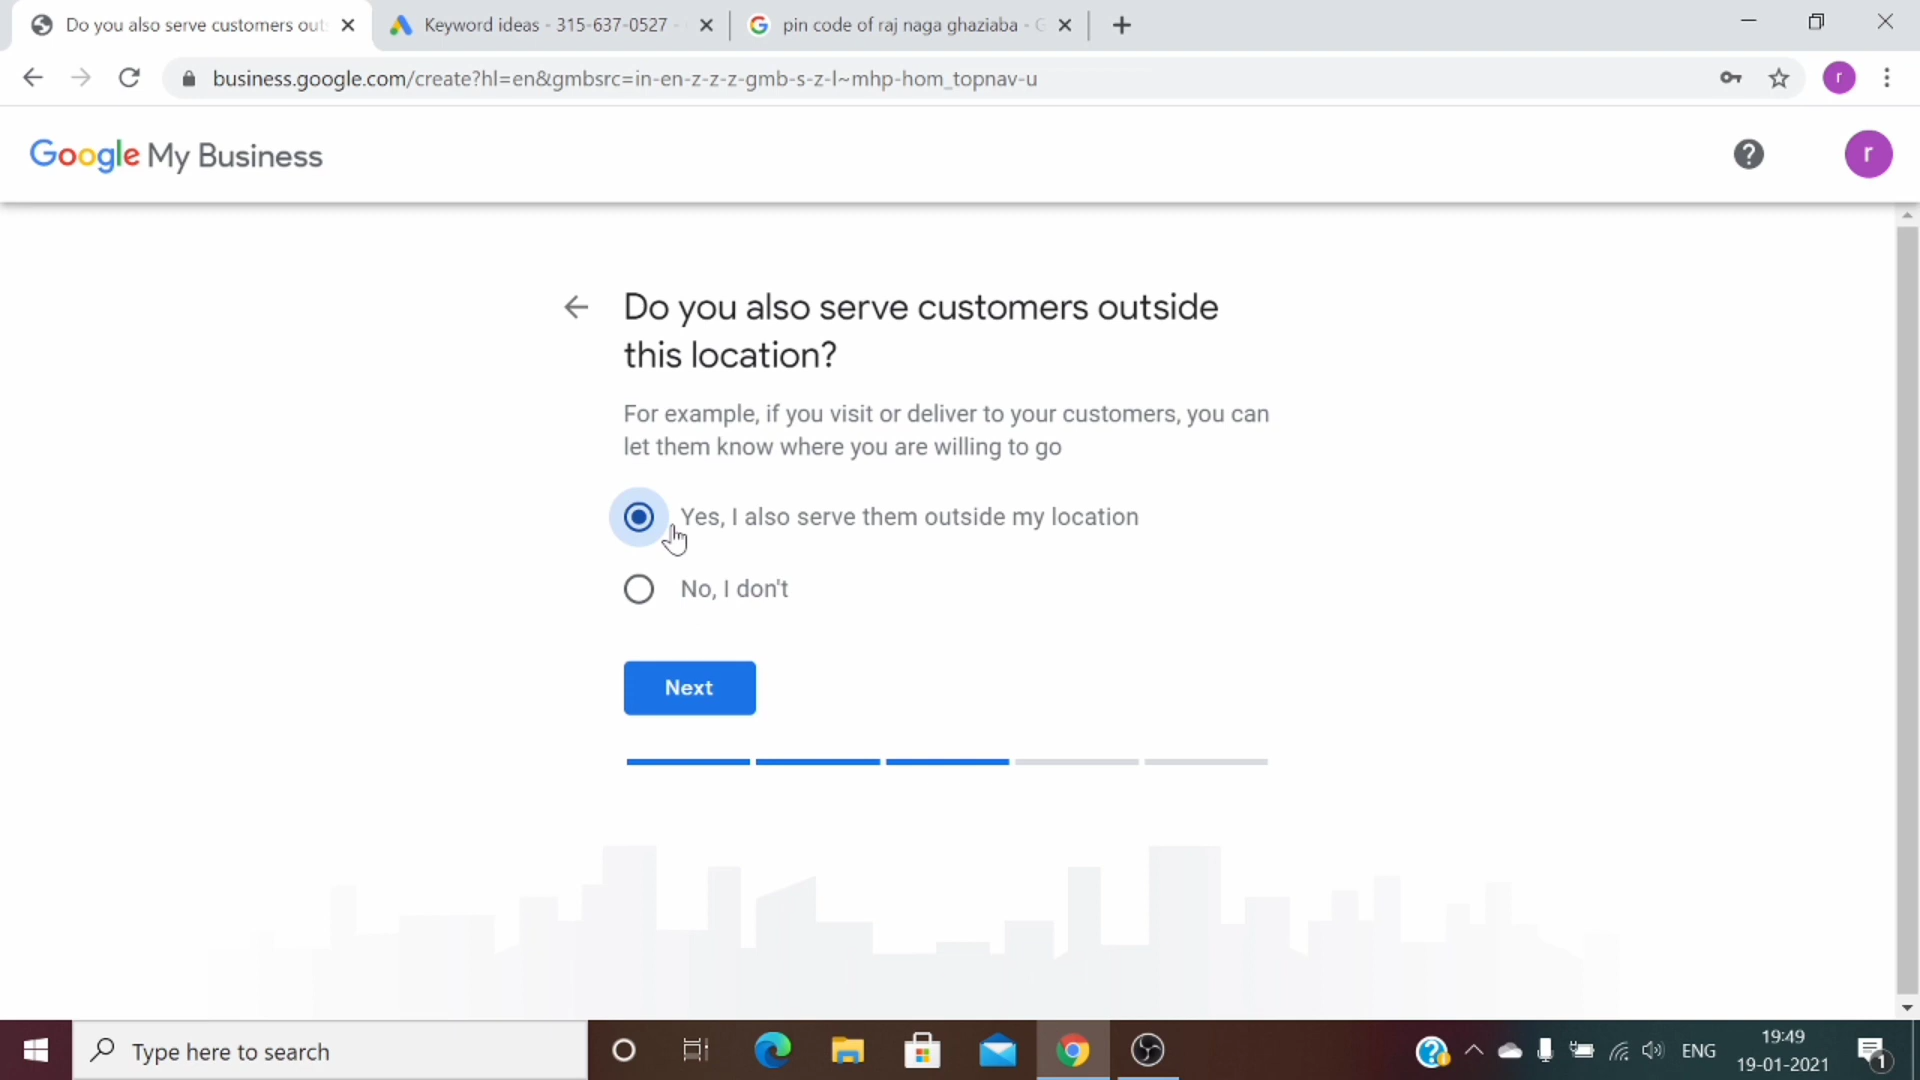 Do you also serve customers out
Keyword ideas - 315-637-0527 -
pin code of raj naga ghaziaba - G
business.google.com/create?hl=en&gmbsrc=in-en-z-z-z-gmb-s-z-l~mhp-hom_topnav-u
r
Google My Business
r
Do you also serve customers outside
this location?
For example, if you visit or deliver to your customers, you can
let them know where you are willing to go
Yes, I also serve them outside my location
No, I don't
Next
Type here to search
ENG
19:49
19-01-2021
1